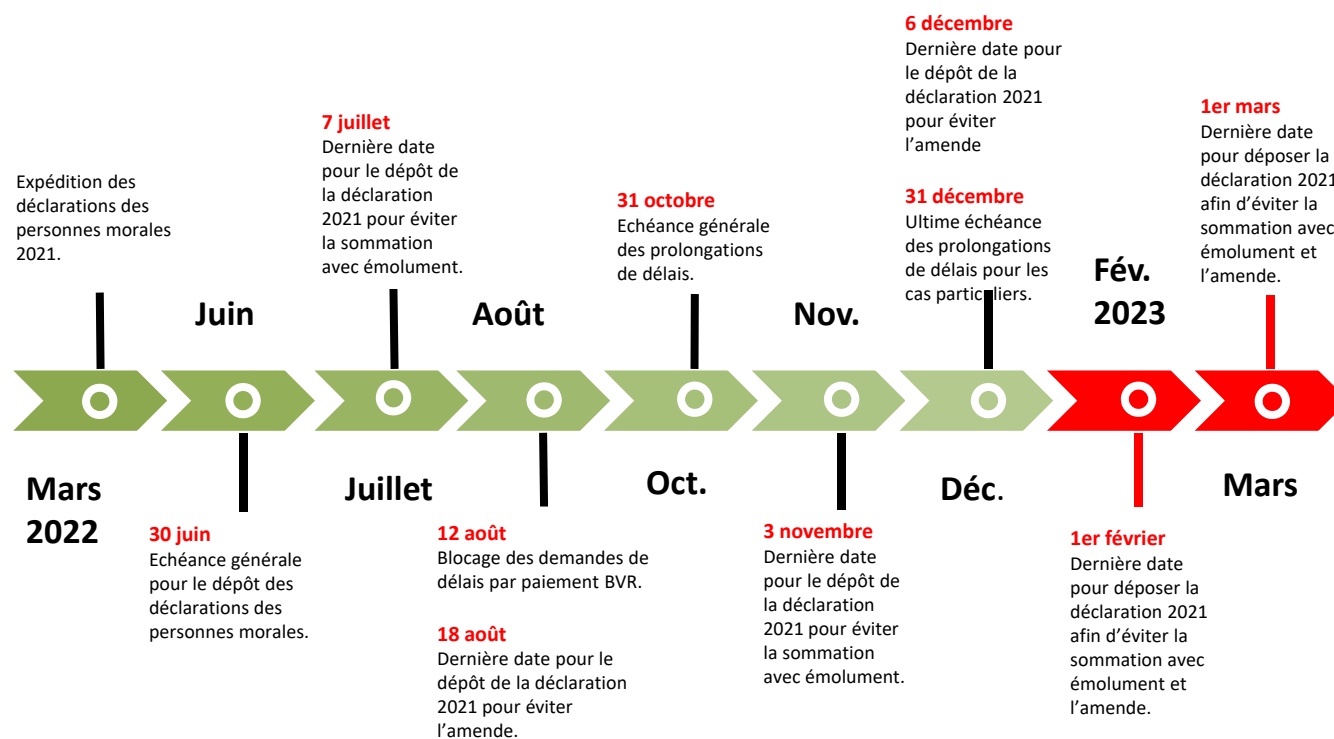 Expédition des
déclarations des
personnes morales
2021.
Mars
2022
Juin
30 juin
Echéance générale
pour le dépôt des
déclarations des
personnes morales.
7 juillet
Dernière date
pour le dépôt de
la déclaration
2021 pour éviter
la sommation
avec émolument.
Juillet
Août
12 août
Blocage des demandes de
délais par paiement BVR.
18 août
Dernière date pour le
dépôt de la déclaration
2021 pour éviter
l’amende.
31 octobre
Echéance générale
des prolongations
de délais.
Oct.
Nov.
3 novembre
Dernière date
pour le dépôt de
la déclaration
2021 pour éviter
la sommation
avec émolument.
6 décembre
Dernière date pour
le dépôt de la
déclaration 2021
pour éviter
l’amende
31 décembre
Ultime échéance
des prolongations
de délais pour les
cas particuliers.
Déc.
Fév.
2023
1er février
Dernière date
pour déposer la
déclaration 2021
afin d’éviter la
sommation avec
émolument et
l’amende.
1er mars
Dernière date
pour déposer la
déclaration 2021
afin d’éviter la
sommation avec
émolument et
l’amende.
Mars